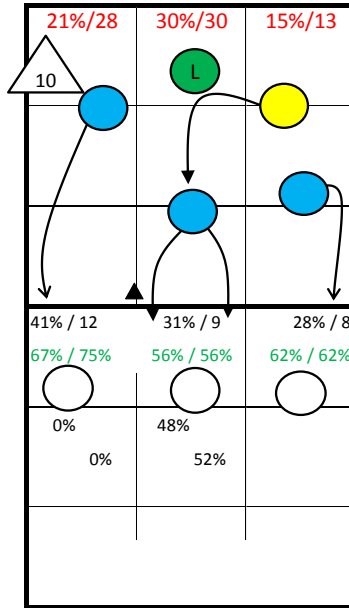 21%/28 30%/30 15%/13
L
10
41% / 12 31% / 9 28% / 8
67% / 75% 56% / 56% 62% / 62%
0% 48%
0% 52%